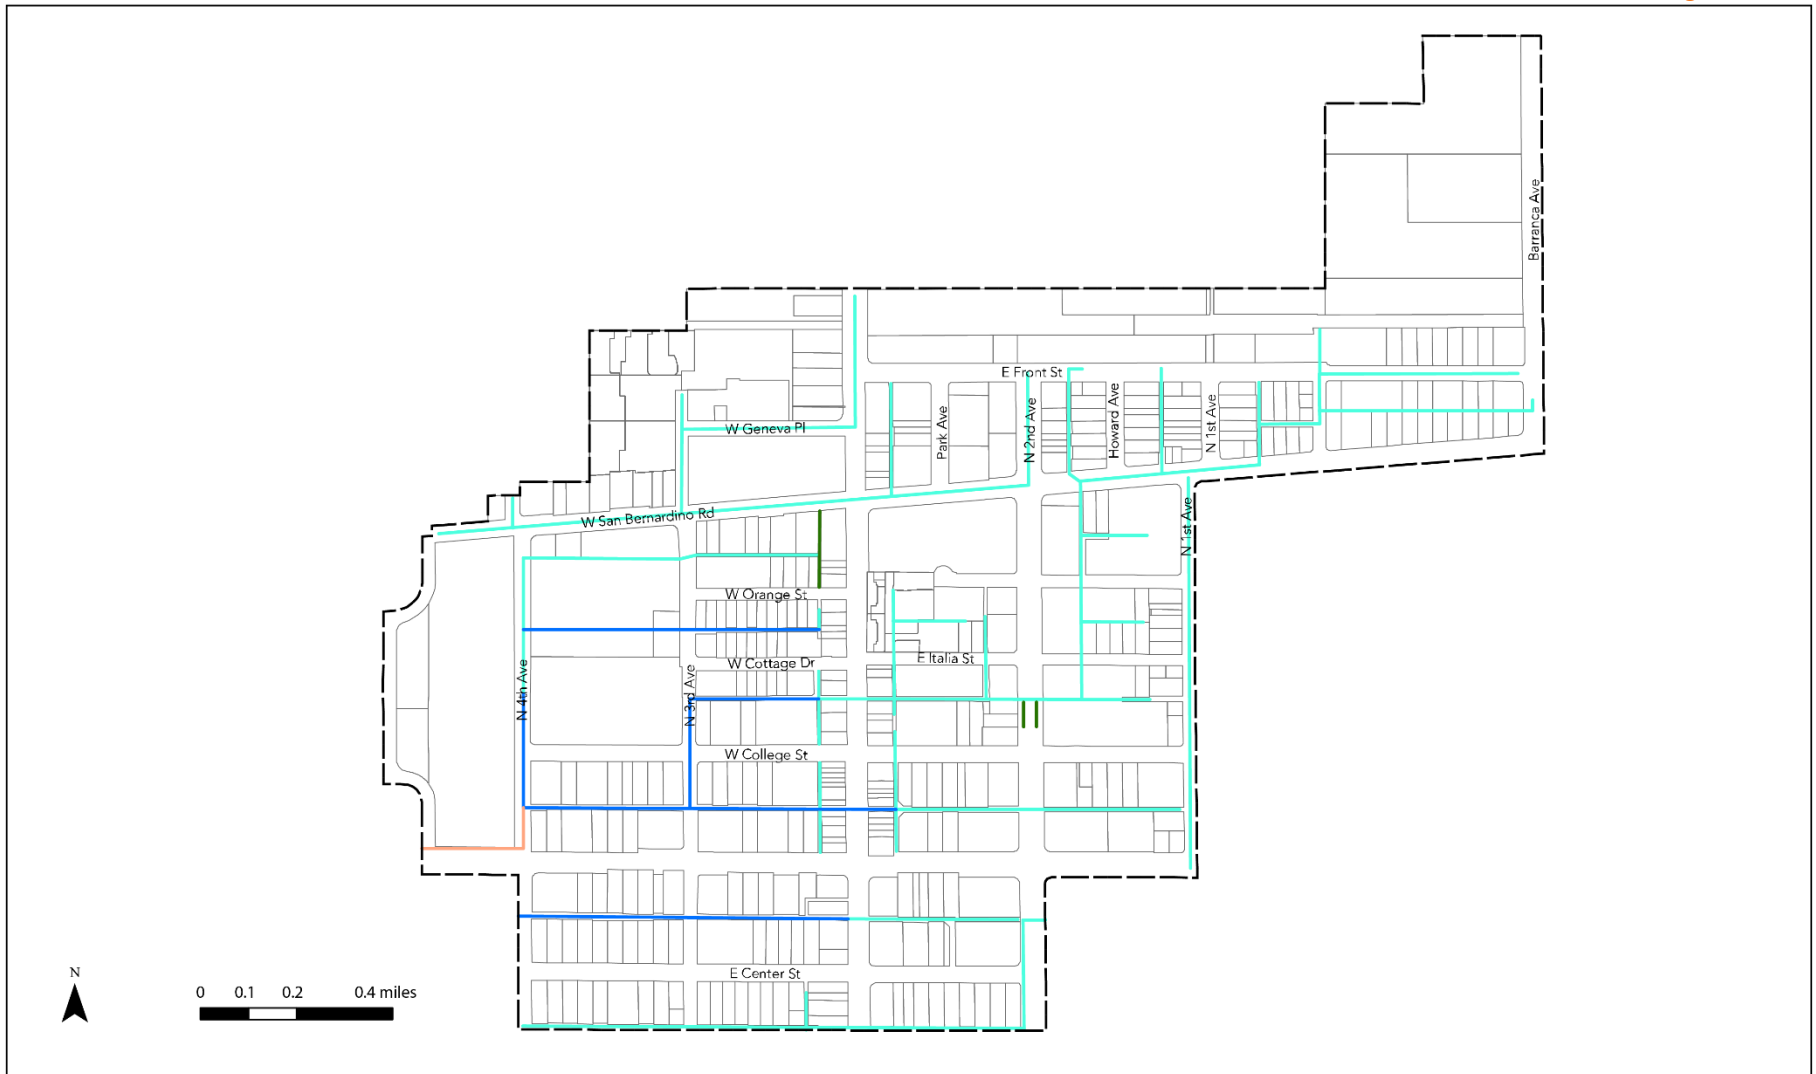 Barranca Ave
E Front St
Park Ave
N 2nd Ave
Howard Ave
N 1st Ave
W Geneva Pl
W San Bernardino Rd
N 1st Ave
W Orange St
E Italia St
W Cottage Dr
N 4th Ave
N 3rd Ave
W College St
E Center St
N
0 0.1 0.2 0.4 miles